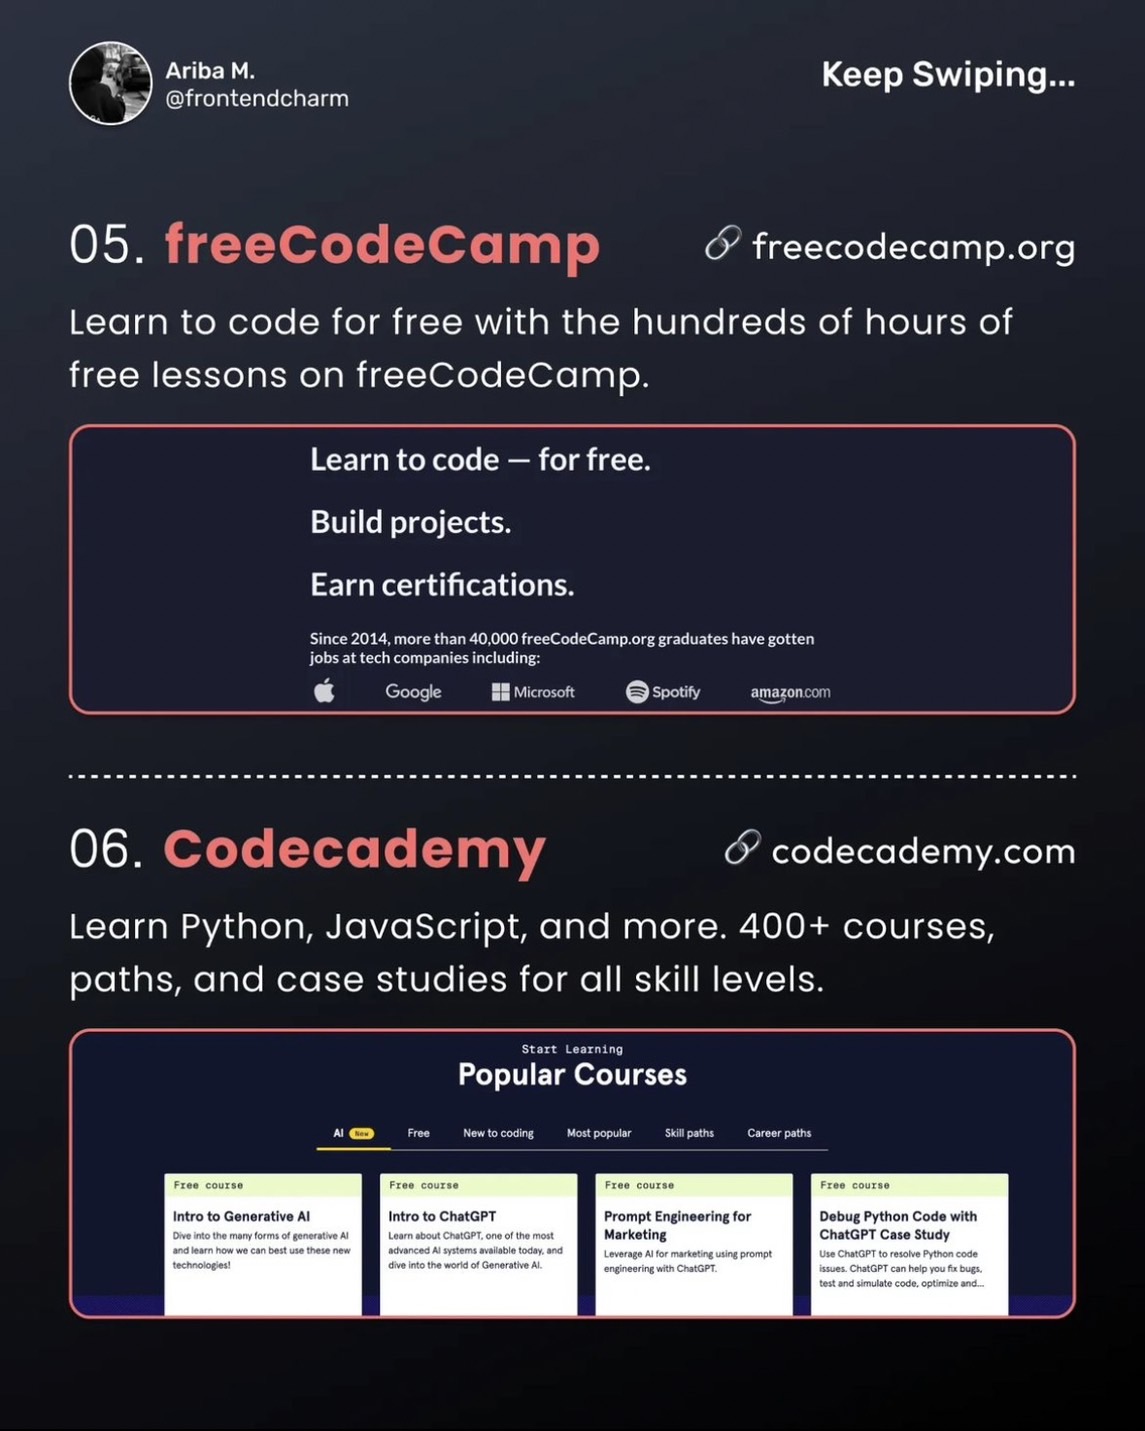 Ariba M.
@frontendcharm
Keep Swiping...
05. freeCodeCamp
freecodecamp.org
Learn to code for free with the hundreds of hours of
free lessons on freeCodeCamp.
Learn to code — for free.
Build projects.
Earn certifications.
Since 2014, more than 40,000 freeCodeCamp.org graduates have gotten
jobs at tech companies including:
Google
Microsoft
Spotify
amazon.com
06. Codecademy
codecademy.com
Learn Python, JavaScript, and more. 400+ courses,
paths, and case studies for all skill levels.
Start Learning
Popular Courses
AI New
Free
New to coding
Most popular
Skill paths
Career paths
Free course
Intro to Generative AI
Dive into the many forms of generative AI
and learn how we can best use these new
technologies!
Free course
Intro to ChatGPT
Learn about ChatGPT, one of the most
advanced AI systems available today, and
dive into the world of Generative AI.
Free course
Prompt Engineering for
Marketing
Leverage AI for marketing using prompt
engineering with ChatGPT.
Free course
Debug Python Code with
ChatGPT Case Study
Use ChatGPT to resolve Python code
issues. ChatGPT can help you fix bugs,
test and simulate code, optimize and...